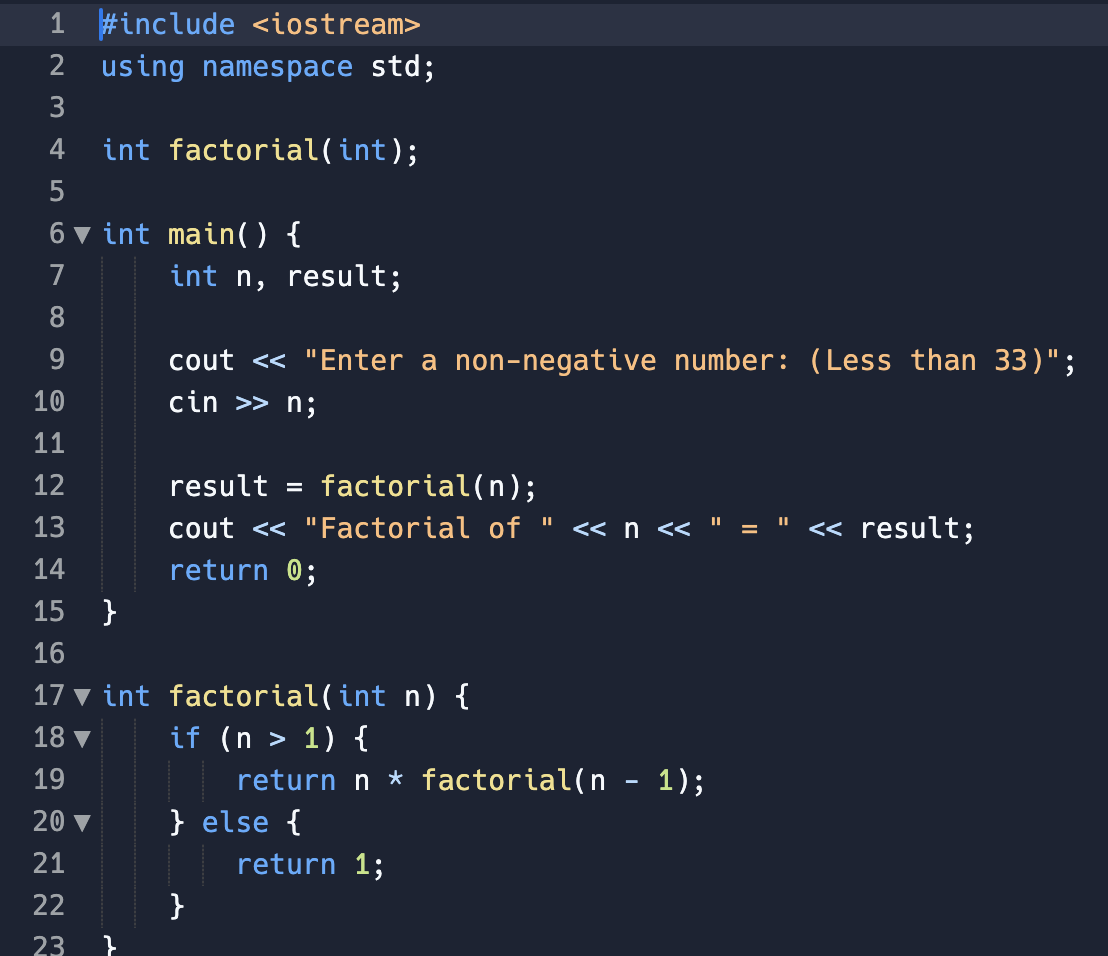 1 #include <iostream>
2 using namespace std;
3
4 int factorial(int);
5
6 ▼ int main() {
7     int n, result;
8
9     cout << "Enter a non-negative number: (Less than 33)";
10     cin >> n;
11
12     result = factorial(n);
13     cout << "Factorial of " << n << " = " << result;
14     return 0;
15 }
16
17 ▼ int factorial(int n) {
18 ▼     if (n > 1) {
19         return n * factorial(n - 1);
20 ▼     } else {
21         return 1;
22     }
23 }